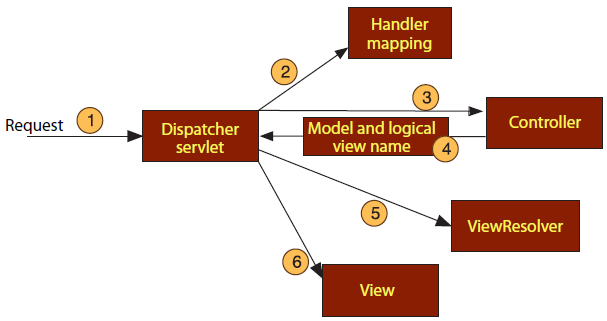 Handler
mapping
2
3
1
Request
Dispatcher
servlet
Model and logical
view name
4
Controller
5
ViewResolver
6
View